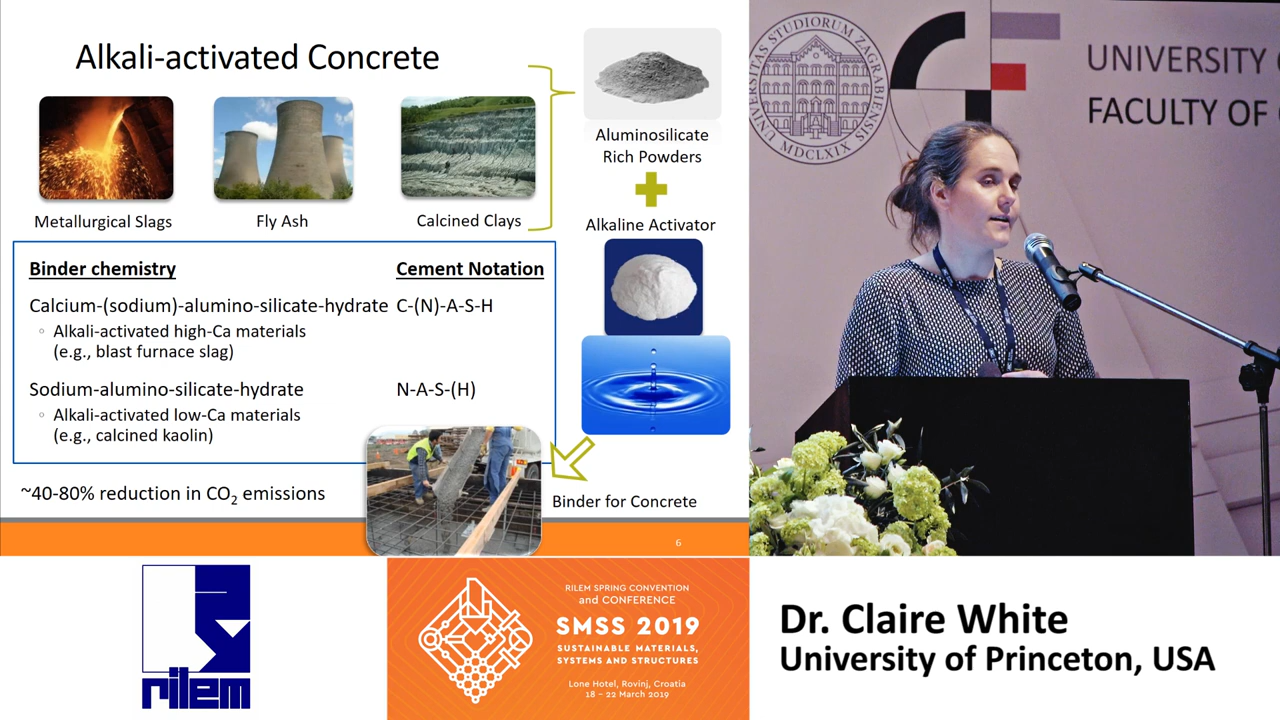 Alkali-activated Concrete
Metallurgical Slags
Fly Ash
Calcined Clays
Aluminosilicate
Rich Powders
Alkaline Activator
Binder chemistry
Cement Notation
Calcium-(sodium)-alumino-silicate-hydrate C-(N)-A-S-H
◦ Alkali-activated high-Ca materials
(e.g., blast furnace slag)
Sodium-alumino-silicate-hydrate N-A-S-(H)
◦ Alkali-activated low-Ca materials
(e.g., calcined kaolin)
~40-80% reduction in CO₂ emissions
Binder for Concrete
6
UNIVERSITAS STUDIORUM ZAGRABIENSIS
MDCLXIX
UNIVERSITY
FACULTY OF
rilem
RILEM SPRING CONVENTION
and CONFERENCE
SMSS 2019
SUSTAINABLE MATERIALS,
SYSTEMS AND STRUCTURES
Lone Hotel, Rovinj, Croatia
18 – 22 March 2019
Dr. Claire White
University of Princeton, USA